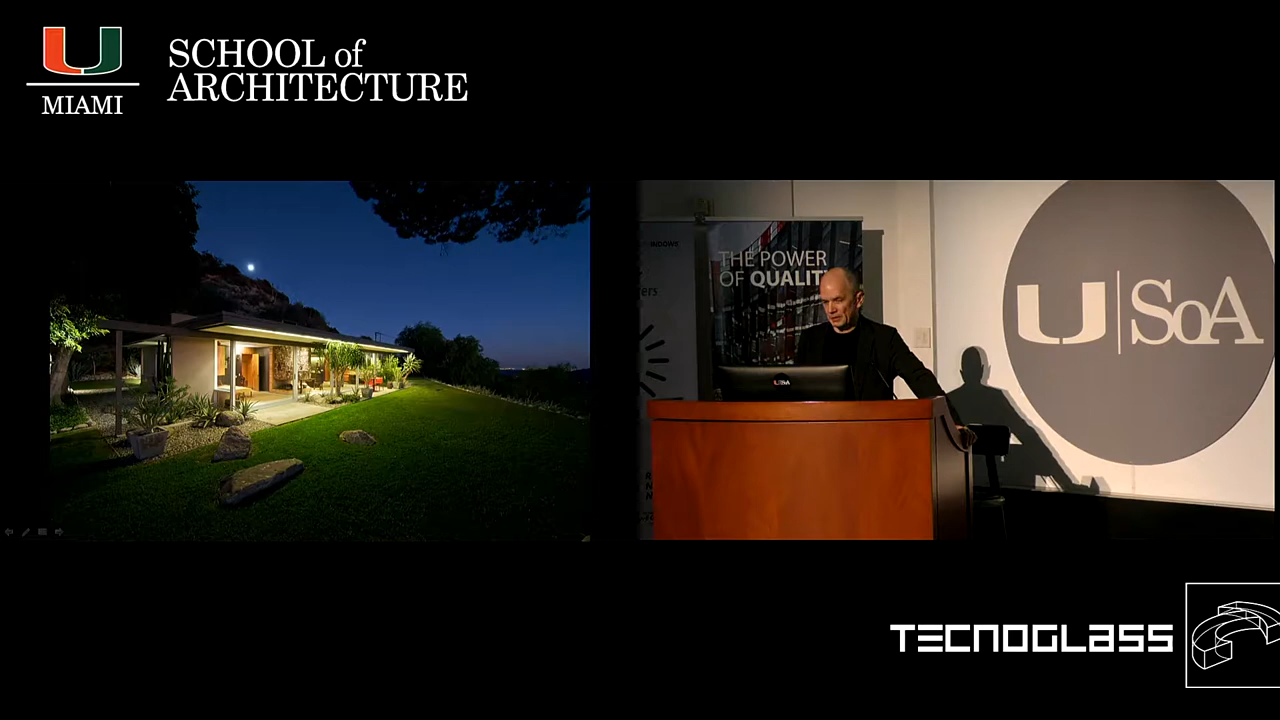 MIAMI
SCHOOL of
ARCHITECTURE
THE POWER
OF QUALIT
U SoA
TECNOGLASS